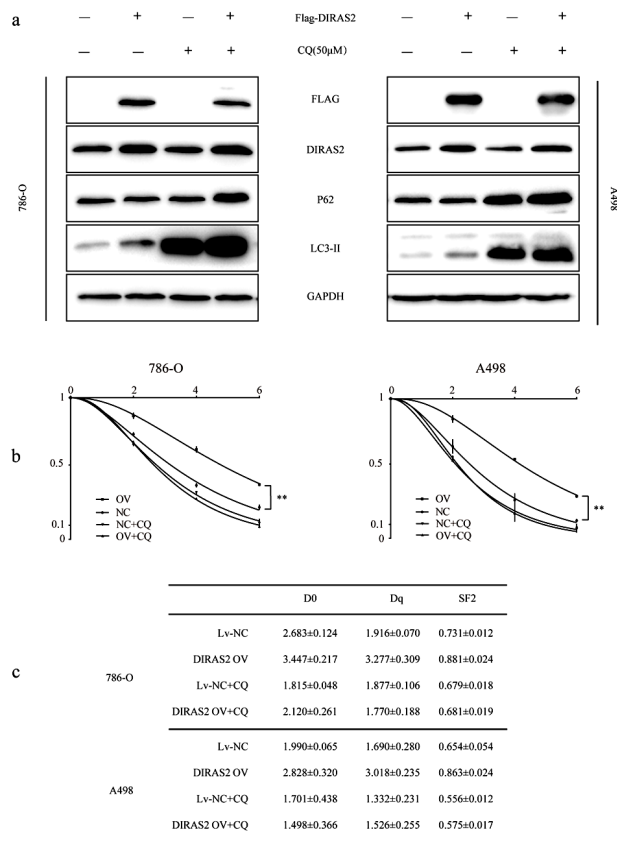 a
Flag-DIRAS2
— + — + — + — +
CQ(50μM)
— — + + — — + +
786-O
FLAG
DIRAS2
P62
LC3-II
GAPDH
A498
b
786-O
0 2 4 6
1
0.5
0.1
0
OV
NC
NC+CQ
OV+CQ
**
A498
0 2 4 6
1
0.5
0.1
0
OV
NC
NC+CQ
OV+CQ
**
c
D0 Dq SF2
786-O
Lv-NC 2.683±0.124 1.916±0.070 0.731±0.012
DIRAS2 OV 3.447±0.217 3.277±0.309 0.881±0.024
Lv-NC+CQ 1.815±0.048 1.877±0.106 0.679±0.018
DIRAS2 OV+CQ 2.120±0.261 1.770±0.188 0.681±0.019
A498
Lv-NC 1.990±0.065 1.690±0.280 0.654±0.054
DIRAS2 OV 2.828±0.320 3.018±0.235 0.863±0.024
Lv-NC+CQ 1.701±0.438 1.332±0.231 0.556±0.012
DIRAS2 OV+CQ 1.498±0.366 1.526±0.255 0.575±0.017